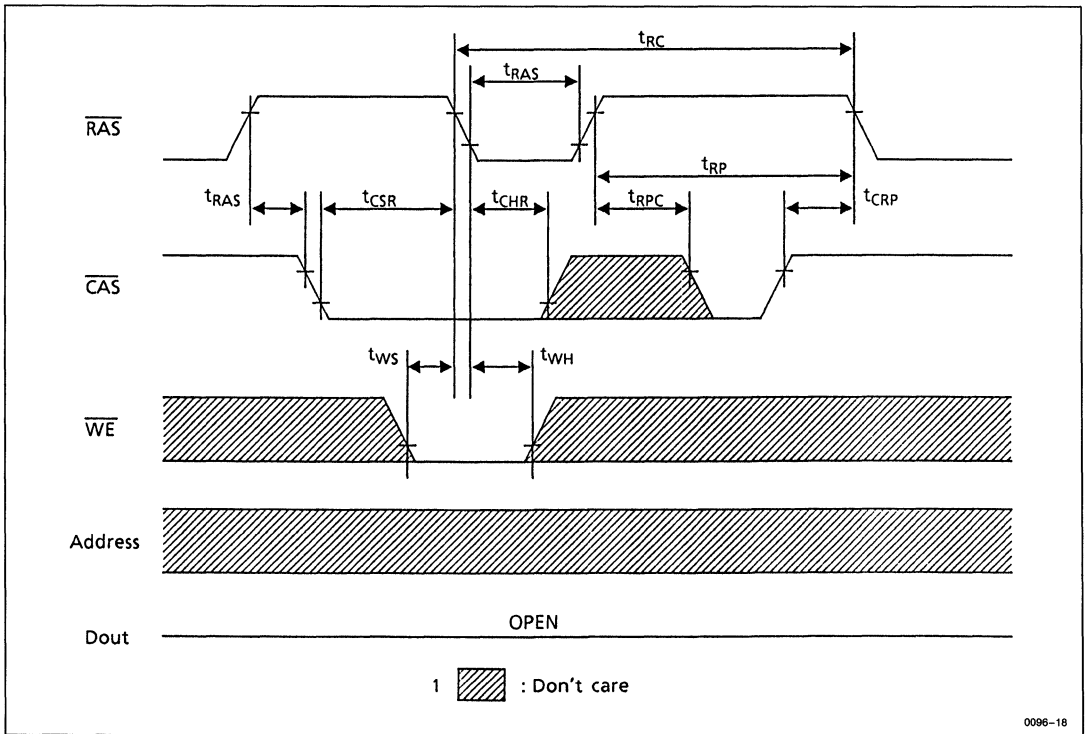 tRC
tRAS
RAS
tRP
tRAS
tCSR
tCHR
tRPC
tCRP
CAS
tWS
tWH
WE
Address
OPEN
Dout
1 : Don't care
0096-18